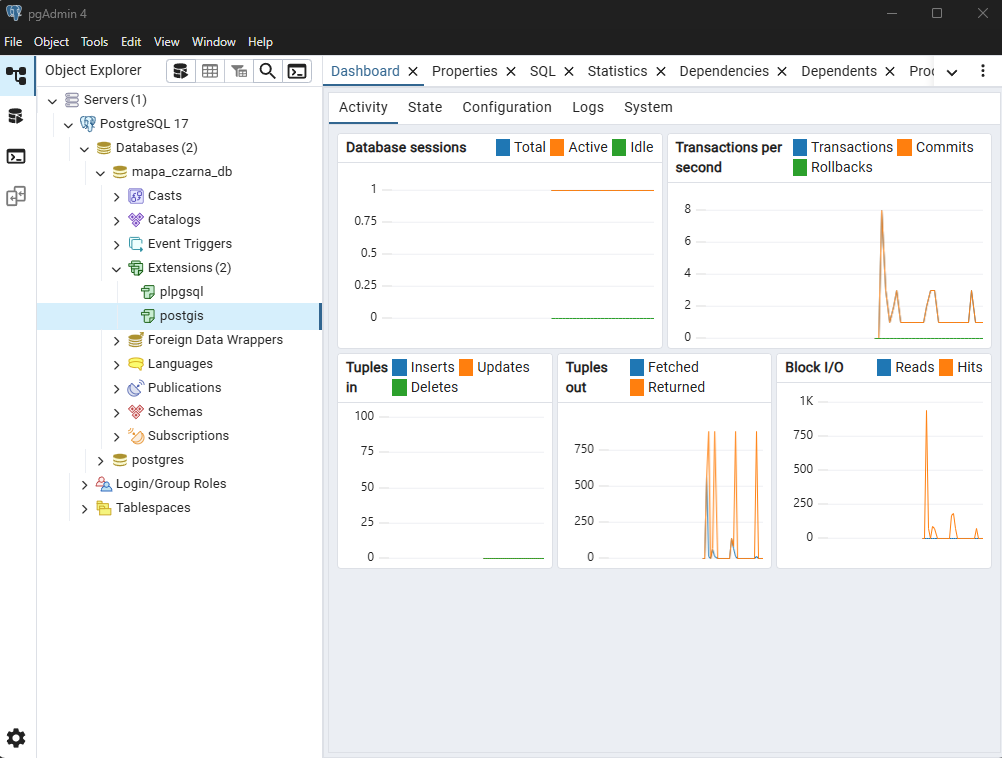 pgAdmin 4
File Object Tools Edit View Window Help
Object Explorer
Servers (1)
PostgreSQL 17
Databases (2)
mapa_czarna_db
Casts
Catalogs
Event Triggers
Extensions (2)
plpgsql
postgis
Foreign Data Wrappers
Languages
Publications
Schemas
Subscriptions
postgres
Login/Group Roles
Tablespaces
Dashboard Properties SQL Statistics Dependencies Dependents Proc
Activity State Configuration Logs System
Database sessions Total Active Idle
1
0.75
0.5
0.25
0
Transactions per second
Transactions Commits
Rollbacks
8
6
4
2
0
Tuples in
Inserts Updates
Deletes
100
75
50
25
0
Tuples out
Fetched
Returned
750
500
250
0
Block I/O Reads Hits
1K
750
500
250
0